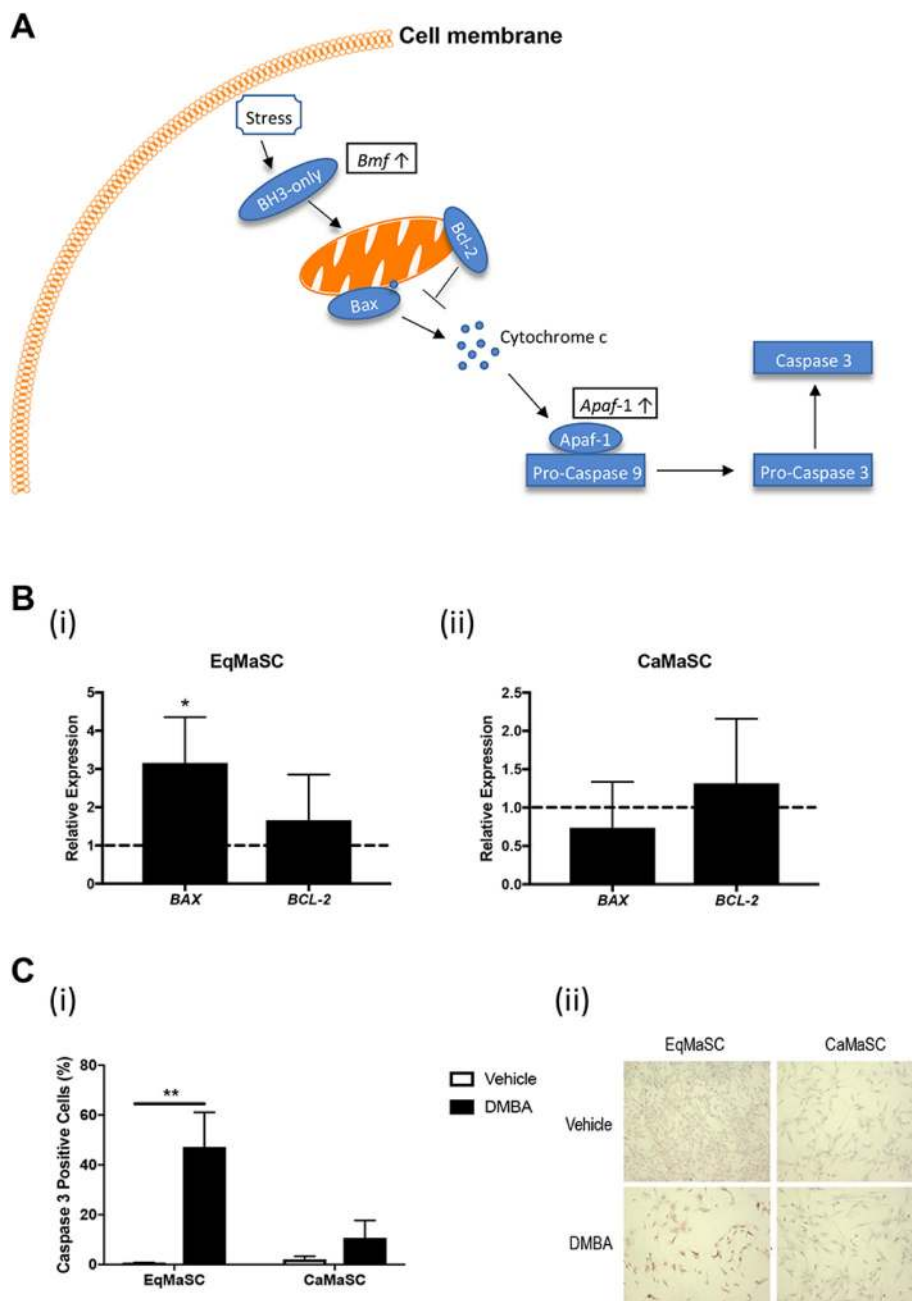 A
Cell membrane
Stress
Bmf ↑
BH3-only
Bcl-2
Bax
Cytochrome c
Caspase 3
Apaf-1 ↑
Apaf-1
Pro-Caspase 9
Pro-Caspase 3
B
(i)
(ii)
EqMaSC
CaMaSC
Relative Expression
5
4
3
2
1
0
*
BAX
BCL-2
Relative Expression
2.5
2.0
1.5
1.0
0.5
0.0
BAX
BCL-2
C
(i)
(ii)
Caspase 3 Positive Cells (%)
80
60
40
20
0
**
EqMaSC
CaMaSC
Vehicle
DMBA
EqMaSC
CaMaSC
Vehicle
DMBA